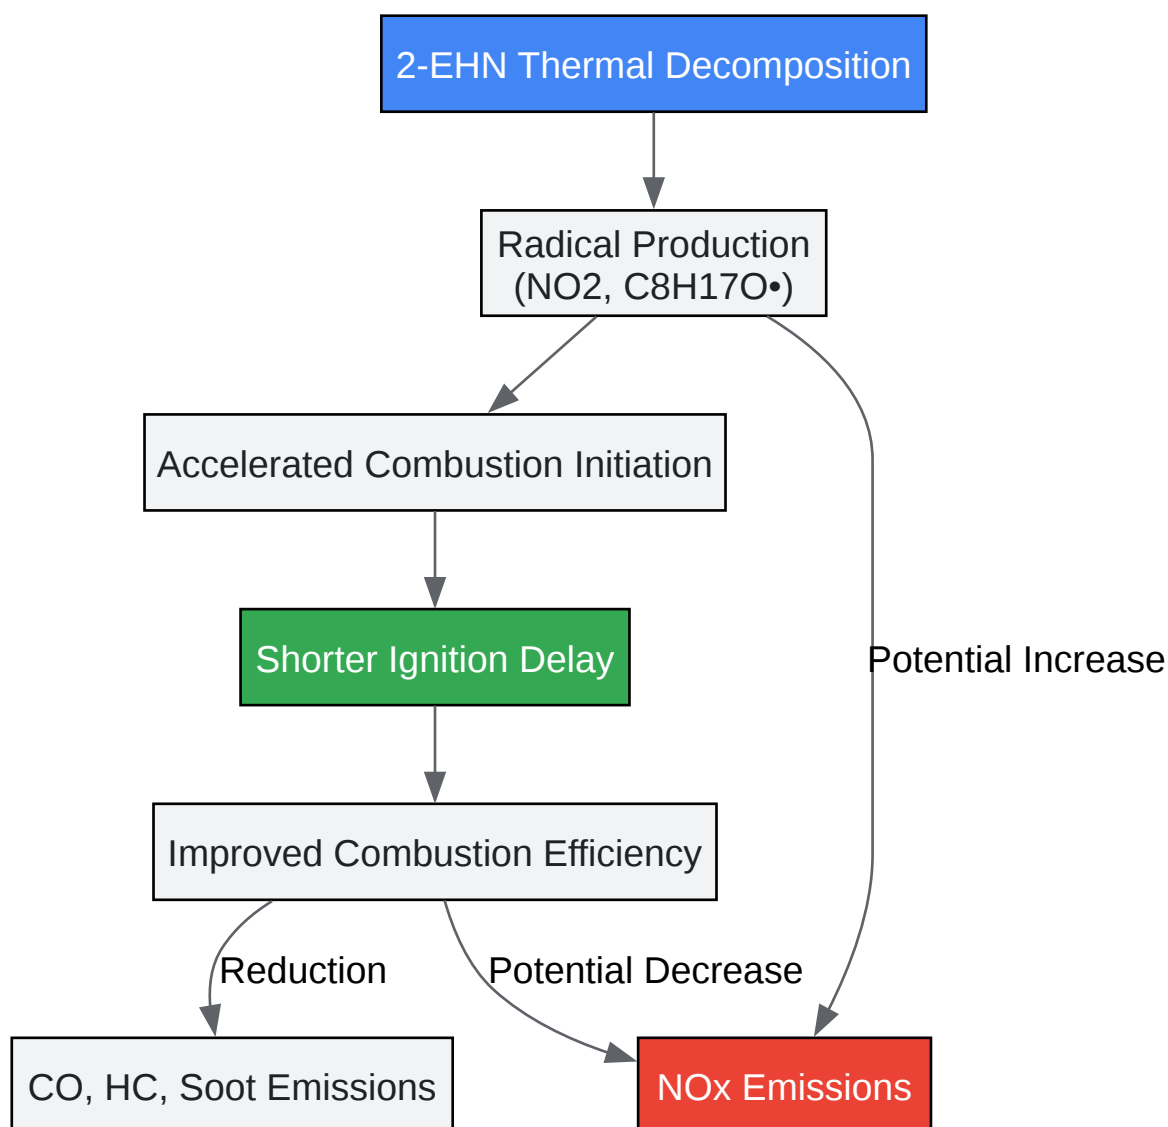 2-EHN Thermal Decomposition
Radical Production
(NO2, C8H17O•)
Accelerated Combustion Initiation
Shorter Ignition Delay
Potential Increase
Improved Combustion Efficiency
Reduction
Potential Decrease
CO, HC, Soot Emissions
NOx Emissions